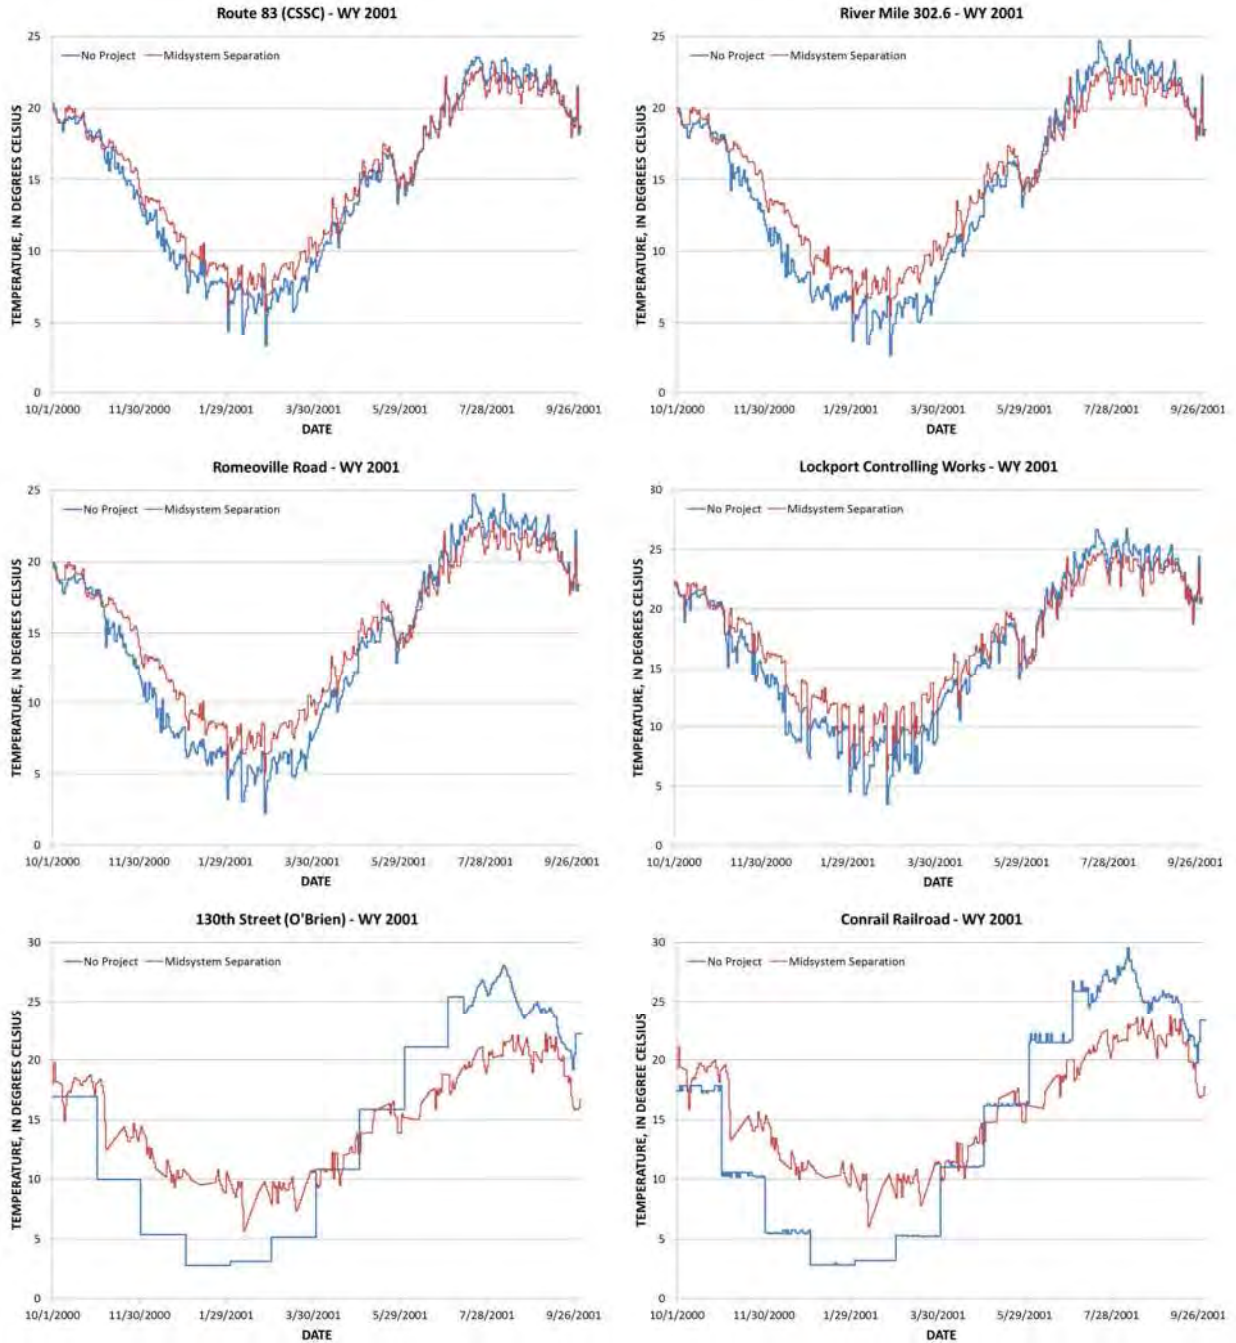 Route 83 (CSSC) - WY 2001
TEMPERATURE, IN DEGREES CELSIUS
25
20
15
10
5
0
No Project
Midsystem Separation
10/1/2000 11/30/2000 1/29/2001 3/30/2001 5/29/2001 7/28/2001 9/26/2001
DATE
River Mile 302.6 - WY 2001
TEMPERATURE, IN DEGREES CELSIUS
25
20
15
10
5
0
No Project
Midsystem Separation
10/1/2000 11/30/2000 1/29/2001 3/30/2001 5/29/2001 7/28/2001 9/26/2001
DATE
Romeoville Road - WY 2001
TEMPERATURE, IN DEGREES CELSIUS
25
20
15
10
5
0
No Project
Midsystem Separation
10/1/2000 11/30/2000 1/29/2001 3/30/2001 5/29/2001 7/28/2001 9/26/2001
DATE
Lockport Controlling Works - WY 2001
TEMPERATURE, IN DEGREES CELSIUS
30
25
20
15
10
5
0
No Project
Midsystem Separation
10/1/2000 11/30/2000 1/29/2001 3/30/2001 5/29/2001 7/28/2001 9/26/2001
DATE
130th Street (O'Brien) - WY 2001
TEMPERATURE, IN DEGREES CELSIUS
30
25
20
15
10
5
0
No Project
Midsystem Separation
10/1/2000 11/30/2000 1/29/2001 3/30/2001 5/29/2001 7/28/2001 9/26/2001
DATE
Conrail Railroad - WY 2001
TEMPERATURE, IN DEGREE CELSIUS
30
25
20
15
10
5
0
No Project
Midsystem Separation
10/1/2000 11/30/2000 1/29/2001 3/30/2001 5/29/2001 7/28/2001 9/26/2001
DATE